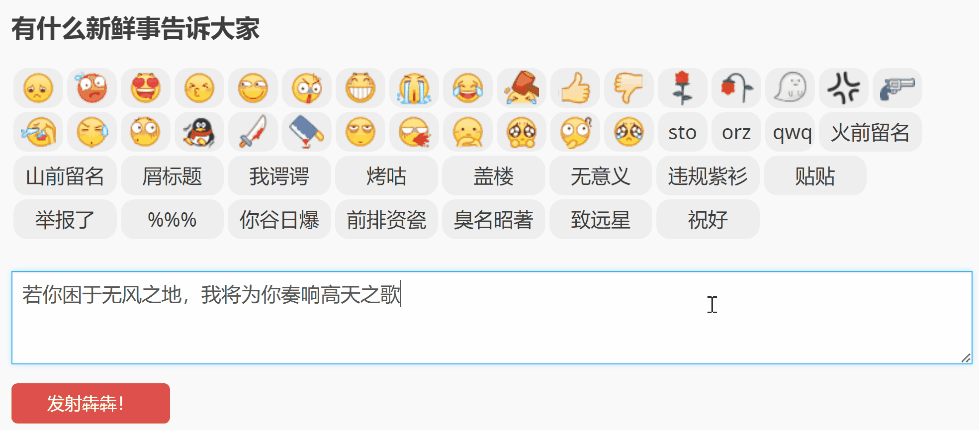 有什么新鲜事告诉大家
sto orz qwq 火前留名
山前留名 屑标题 我谔谔 烤咕 盖楼 无意义 违规紫衫 贴贴
举报了 %%% 你谷日爆 前排资瓷 臭名昭著 致远星 祝好
若你困于无风之地，我将为你奏响高天之歌
发射犇犇！